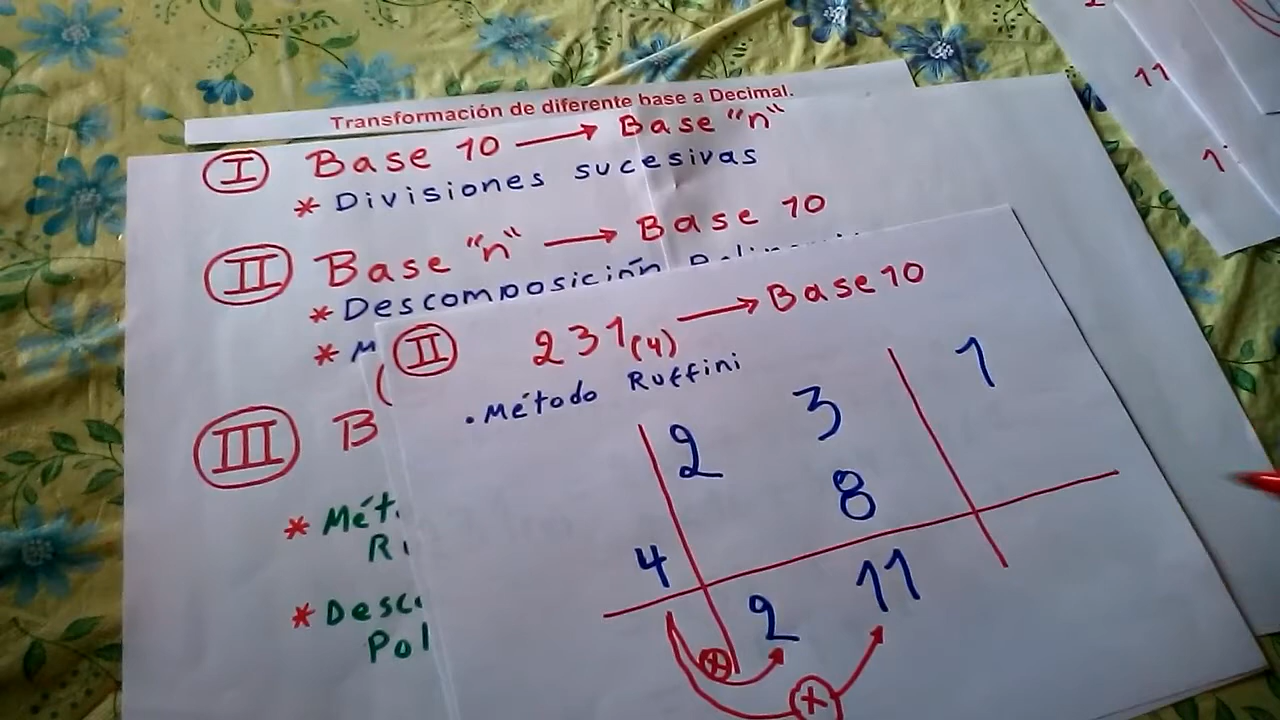 Transformación de diferente base a Decimal.
I Base 10 → Base "n"
* Divisiones sucesivas
II Base "n" → Base 10
* Descomposición
* M
(
III B
* Mét.
R
* Desc
Pol
II 231(4) → Base 10
• Método Ruffini
2 3 1
8
4
2 11
x x
11
1